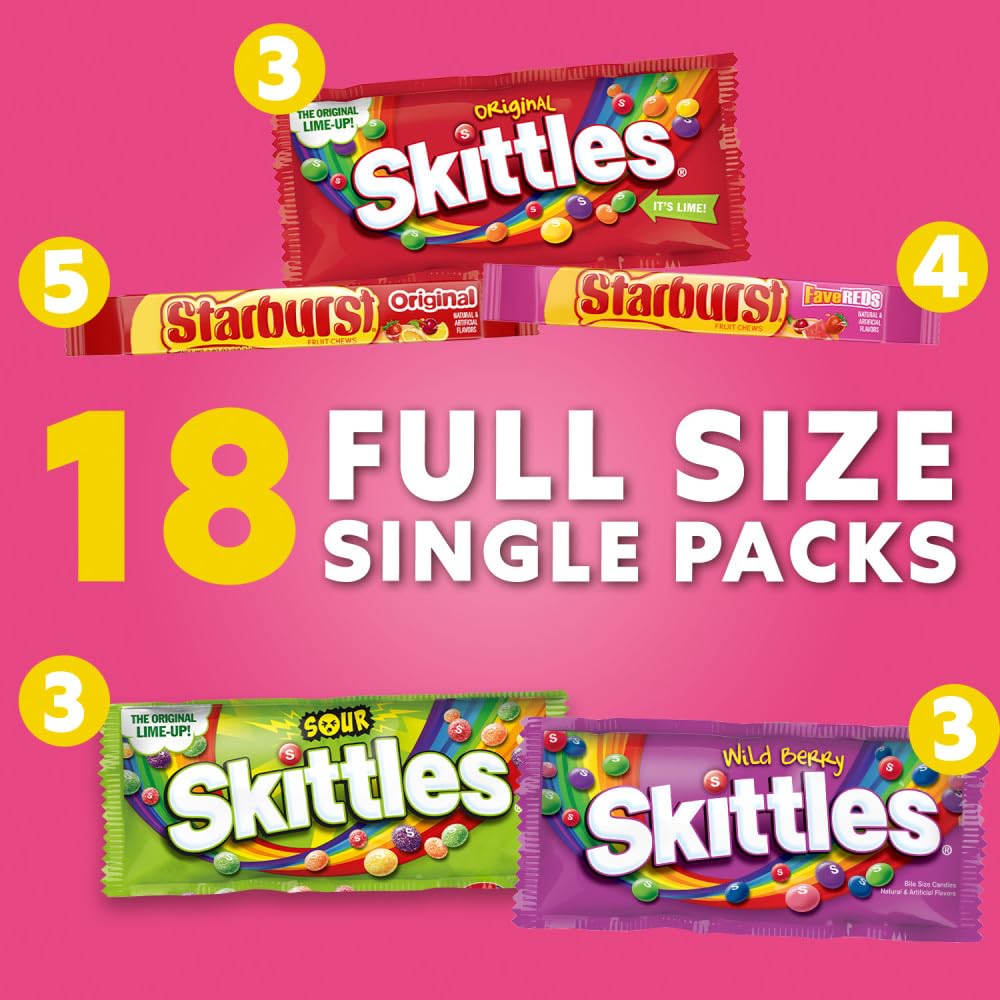 3
THE ORIGINAL
LIME-UP!
ORiginAL
Skittles®
IT'S LIME!
5
Starburst®
Original
FRUIT CHEWS
NATURAL &
ARTIFICIAL
FLAVORS
4
Starburst®
FaveREDs
FRUIT CHEWS
NATURAL &
ARTIFICIAL
FLAVORS
18 FULL SIZE
SINGLE PACKS
3
THE ORIGINAL
LIME-UP!
SOUR
Skittles
3
Wild Berry
Skittles®
Bite Size Candies
Natural & Artificial Flavors